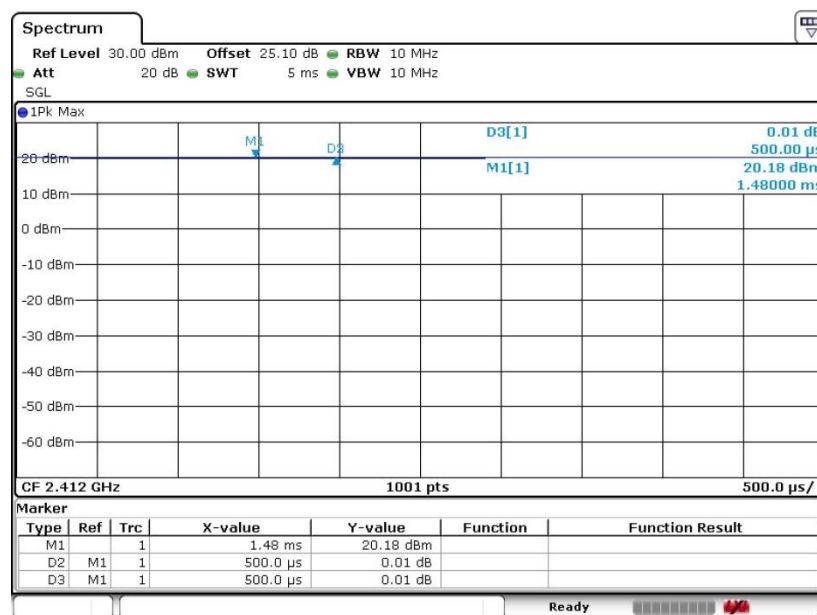 Spectrum
Ref Level 30.00 dBm Offset 25.10 dB RBW 10 MHz
Att 20 dB SWT 5 ms VBW 10 MHz
SGL
1Pk Max
D3[1] 0.01 dB
500.00 µs
M1[1] 20.18 dBm
1.48000 ms
M1
D3
20 dBm
10 dBm
0 dBm
-10 dBm
-20 dBm
-30 dBm
-40 dBm
-50 dBm
-60 dBm
CF 2.412 GHz 1001 pts 500.0 µs/
Marker
Type Ref Trc X-value Y-value Function Function Result
M1 1 1.48 ms 20.18 dBm
D2 M1 1 500.0 µs 0.01 dB
D3 M1 1 500.0 µs 0.01 dB
Ready